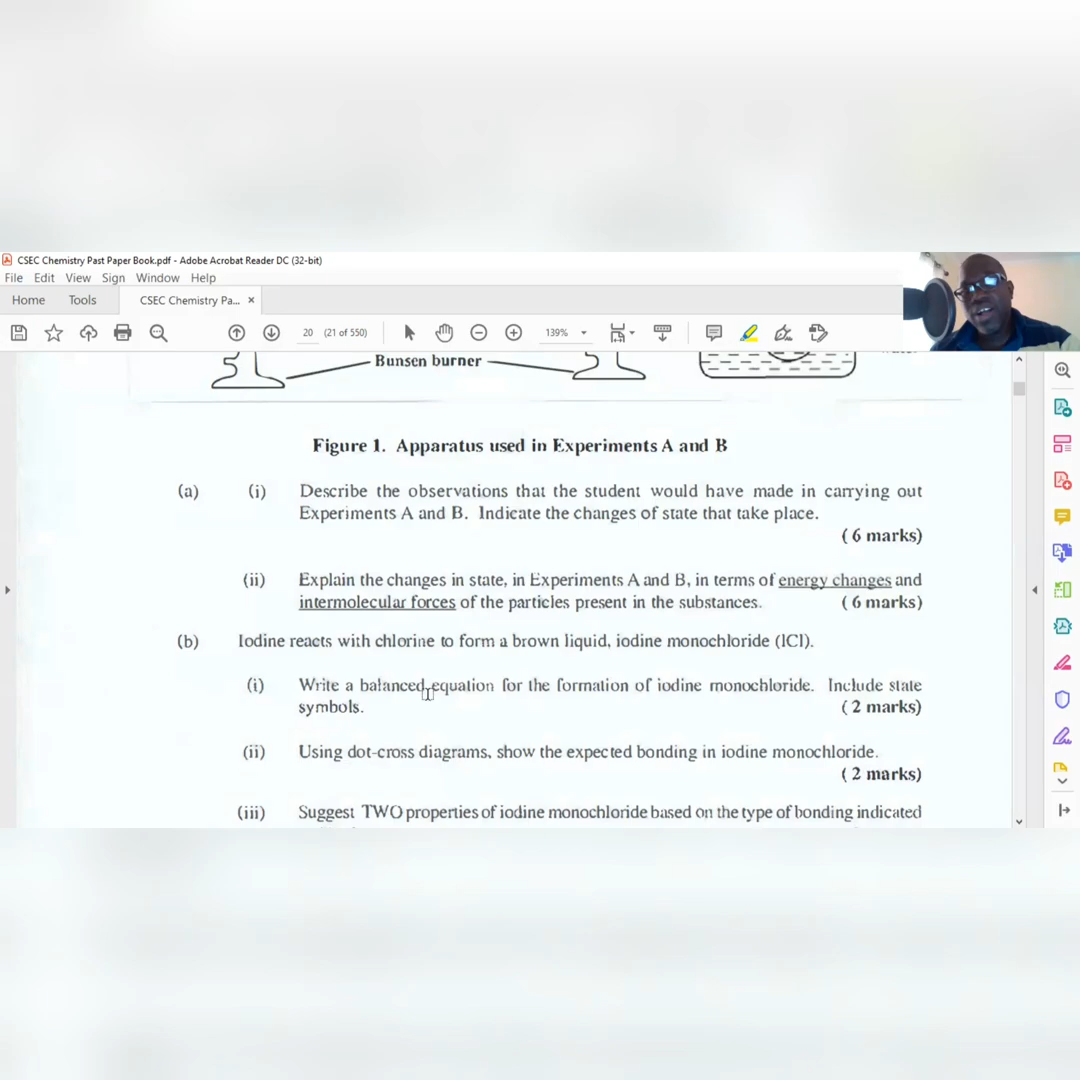 CSEC Chemistry Past Paper Book.pdf - Adobe Acrobat Reader DC (32-bit)
File Edit View Sign Window Help
Home Tools CSEC Chemistry Pa... ×
20 (21 of 550) 139%
Bunsen burner
Figure 1. Apparatus used in Experiments A and B
(a) (i) Describe the observations that the student would have made in carrying out
Experiments A and B. Indicate the changes of state that take place.
( 6 marks)
(ii) Explain the changes in state, in Experiments A and B, in terms of energy changes and
intermolecular forces of the particles present in the substances. ( 6 marks)
(b) Iodine reacts with chlorine to form a brown liquid, iodine monochloride (ICl).
(i) Write a balanced equation for the formation of iodine monochloride. Include state
symbols. ( 2 marks)
(ii) Using dot-cross diagrams, show the expected bonding in iodine monochloride.
( 2 marks)
(iii) Suggest TWO properties of iodine monochloride based on the type of bonding indicated